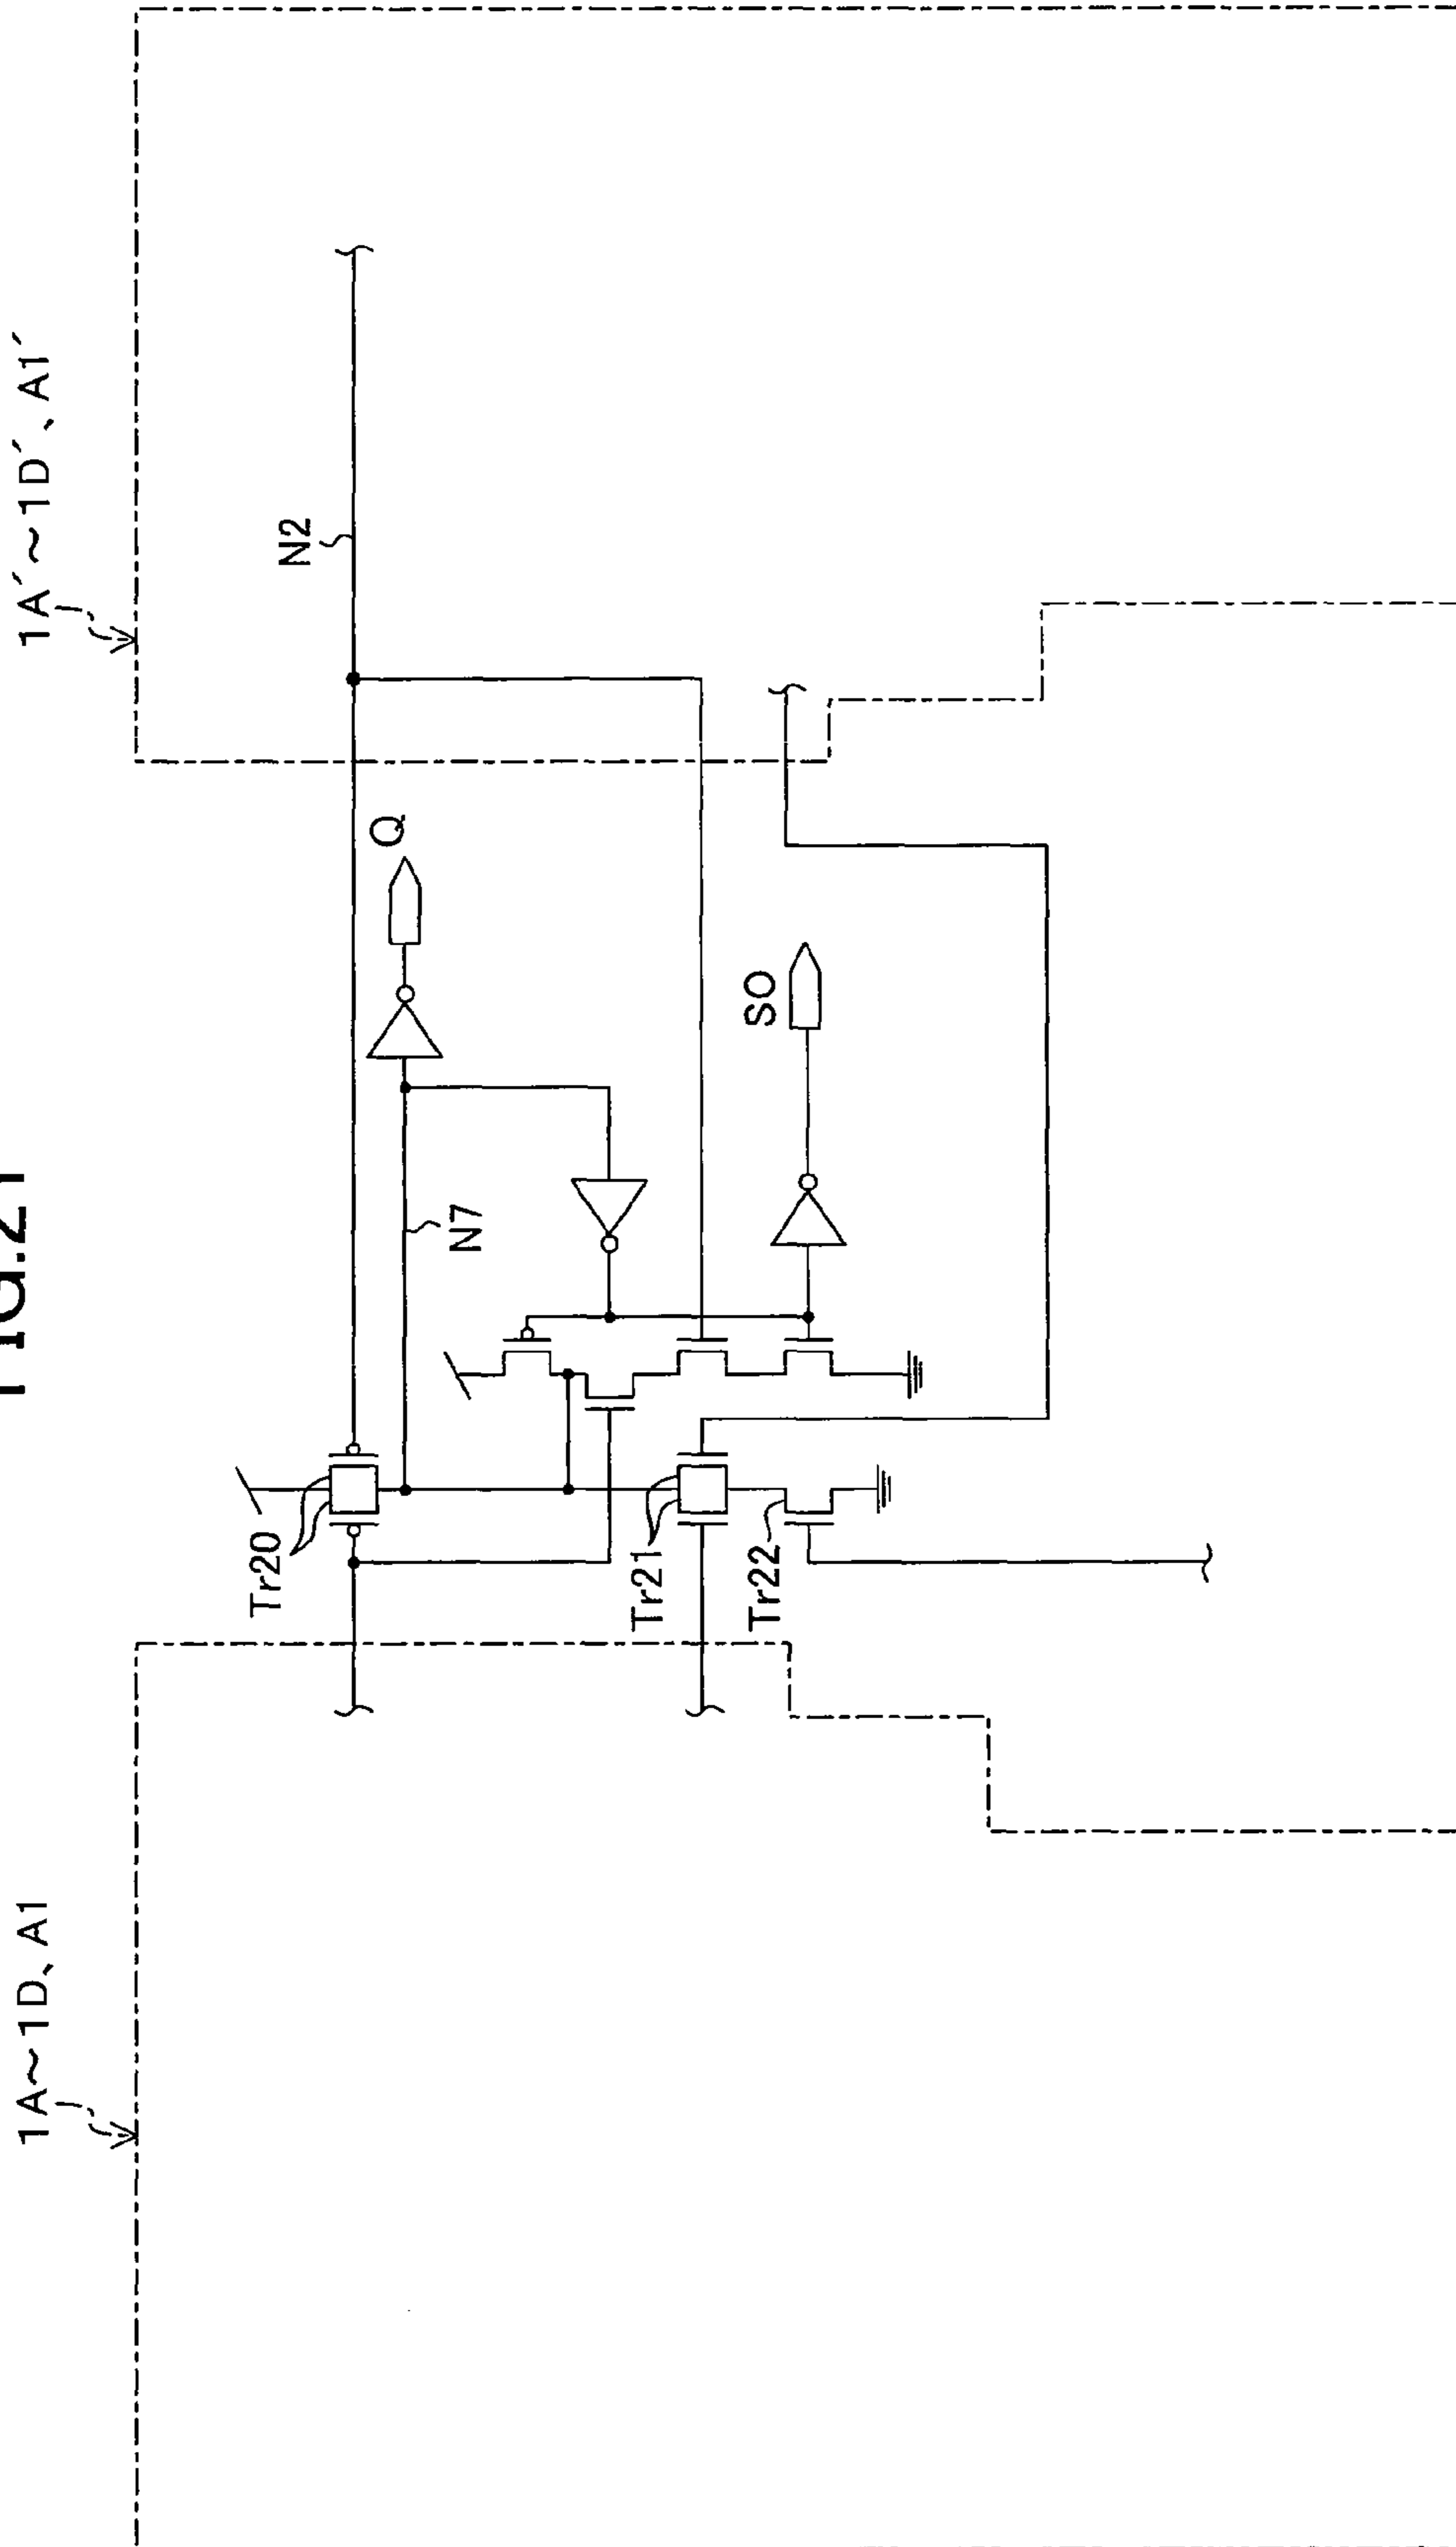 FIG.21
1A~1D、A1
1A´~1D´、A1´
Tr20
N2
Q
N7
Tr21
Tr22
SO